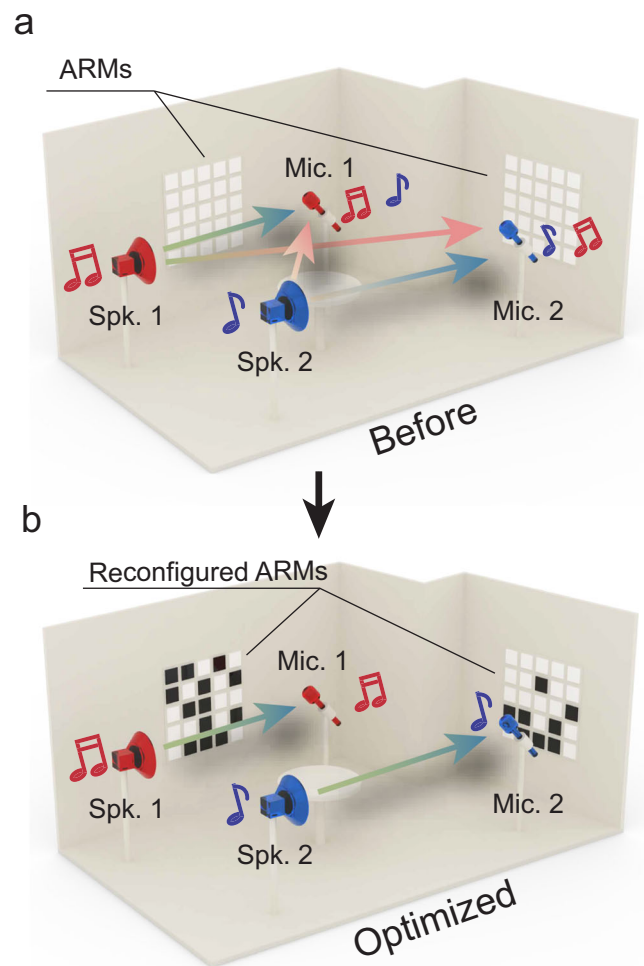 a
ARMs
Mic. 1
Spk. 1
Mic. 2
Spk. 2
Before
b
Reconfigured ARMs
Mic. 1
Spk. 1
Mic. 2
Spk. 2
Optimized